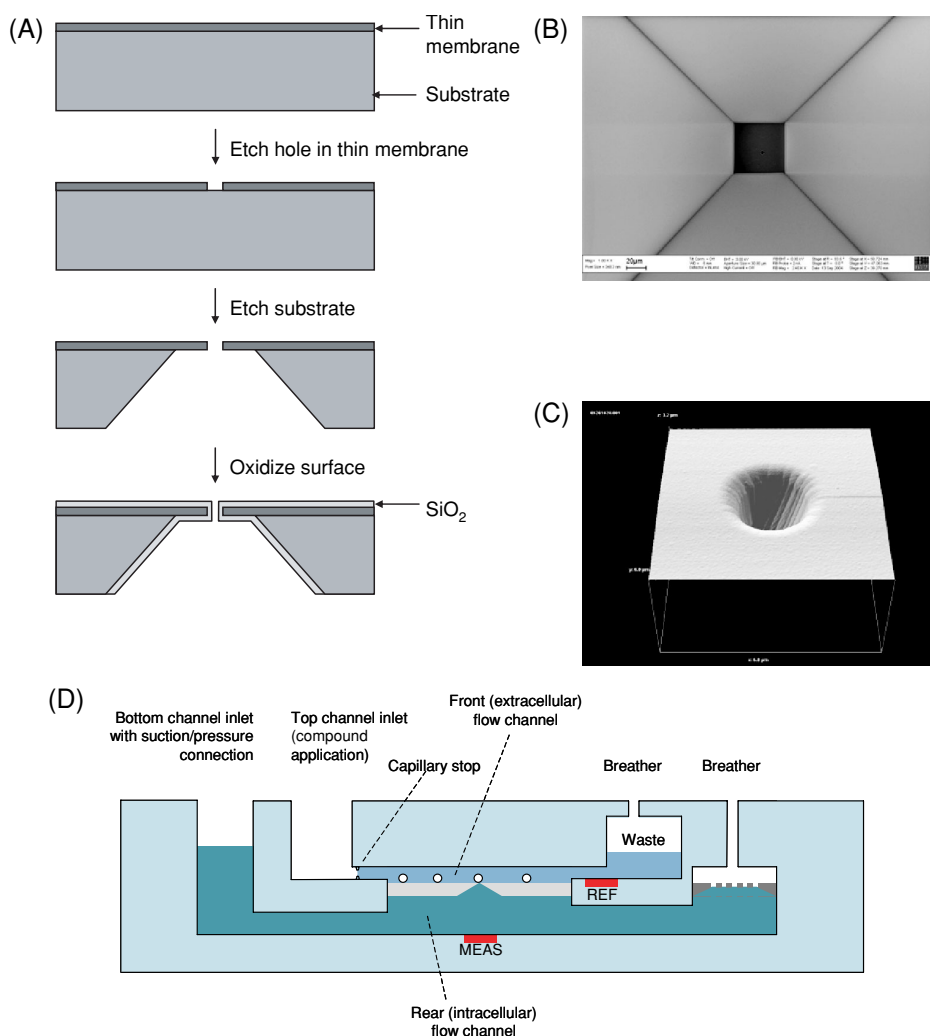 (A)
Thin
membrane
Substrate
Etch hole in thin membrane
Etch substrate
Oxidize surface
SiO2
(B)
20µm
(C)
(D)
Bottom channel inlet
with suction/pressure
connection
Top channel inlet
(compound
application)
Capillary stop
Front (extracellular)
flow channel
Breather
Breather
Waste
REF
MEAS
Rear (intracellular)
flow channel